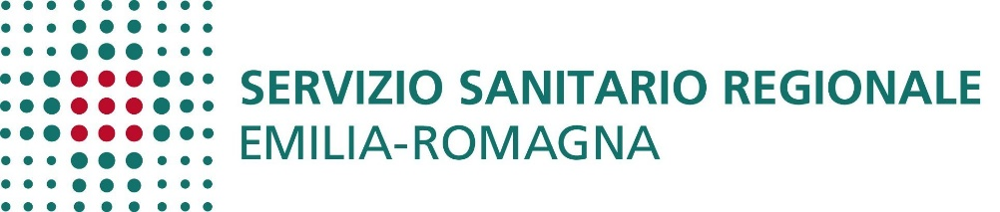 SERVIZIO SANITARIO REGIONALE
EMILIA-ROMAGNA